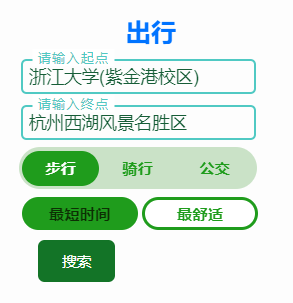 出行
请输入起点
浙江大学(紫金港校区)
请输入终点
杭州西湖风景名胜区
步行 骑行 公交
最短时间 最舒适
搜索